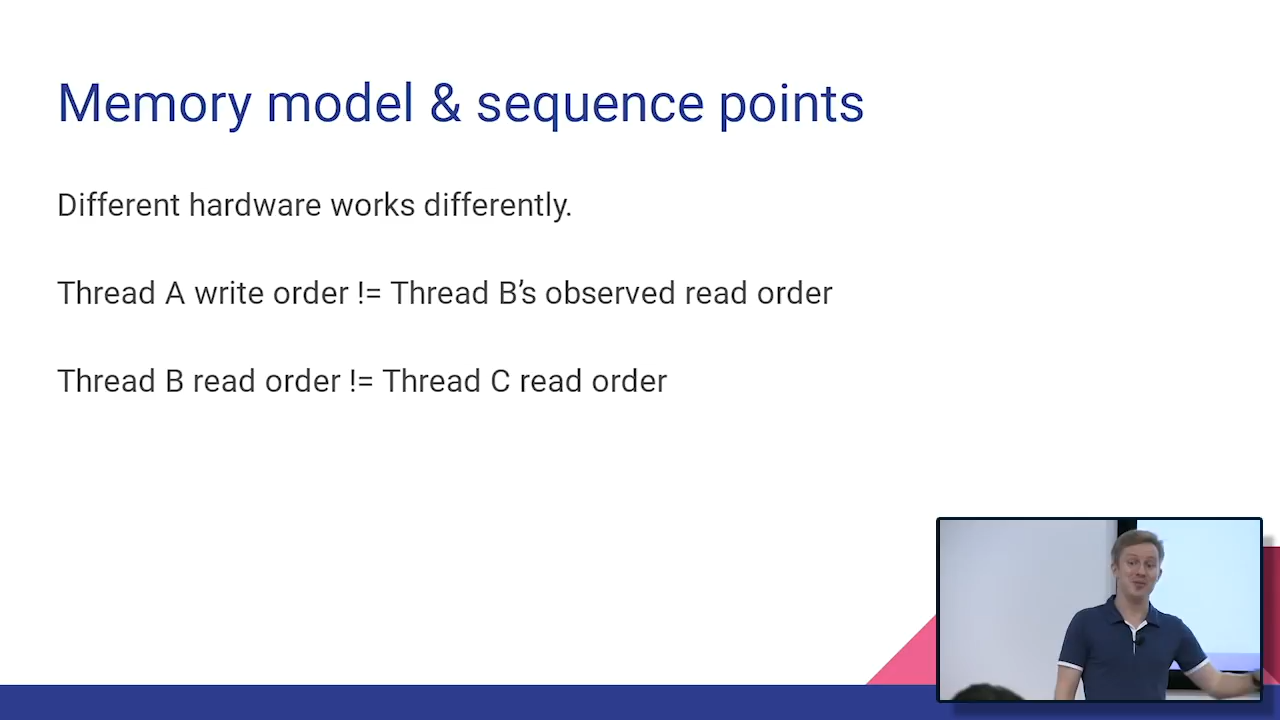 Memory model & sequence points
Different hardware works differently.
Thread A write order != Thread B’s observed read order
Thread B read order != Thread C read order